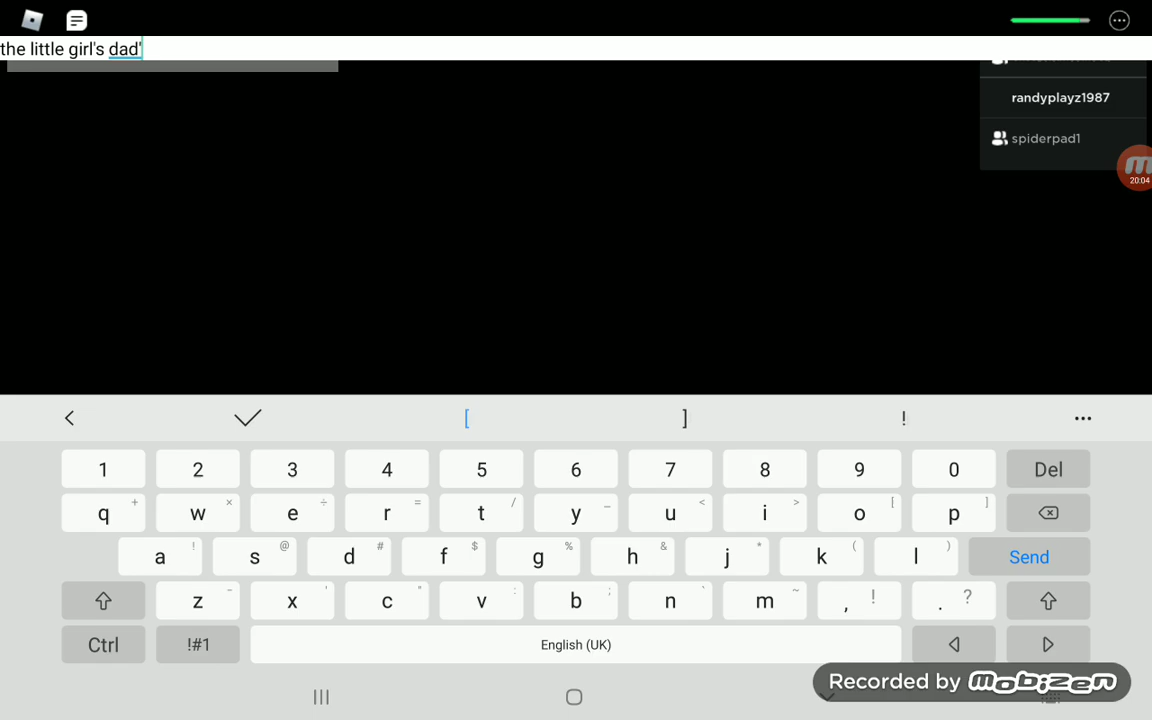 the little girl's dad'
randyplayz1987
spiderpad1
20:04
[ ] !
1 2 3 4 5 6 7 8 9 0 Del
q + w × e ÷ r = t / y _ u < i > o [ p ]
a ! s @ d # f $ g % h & j * k ( l ) Send
z - x ' c " v : b ; n ` m ~ , ! . ?
Ctrl !#1 English (UK)
Recorded by mobizen